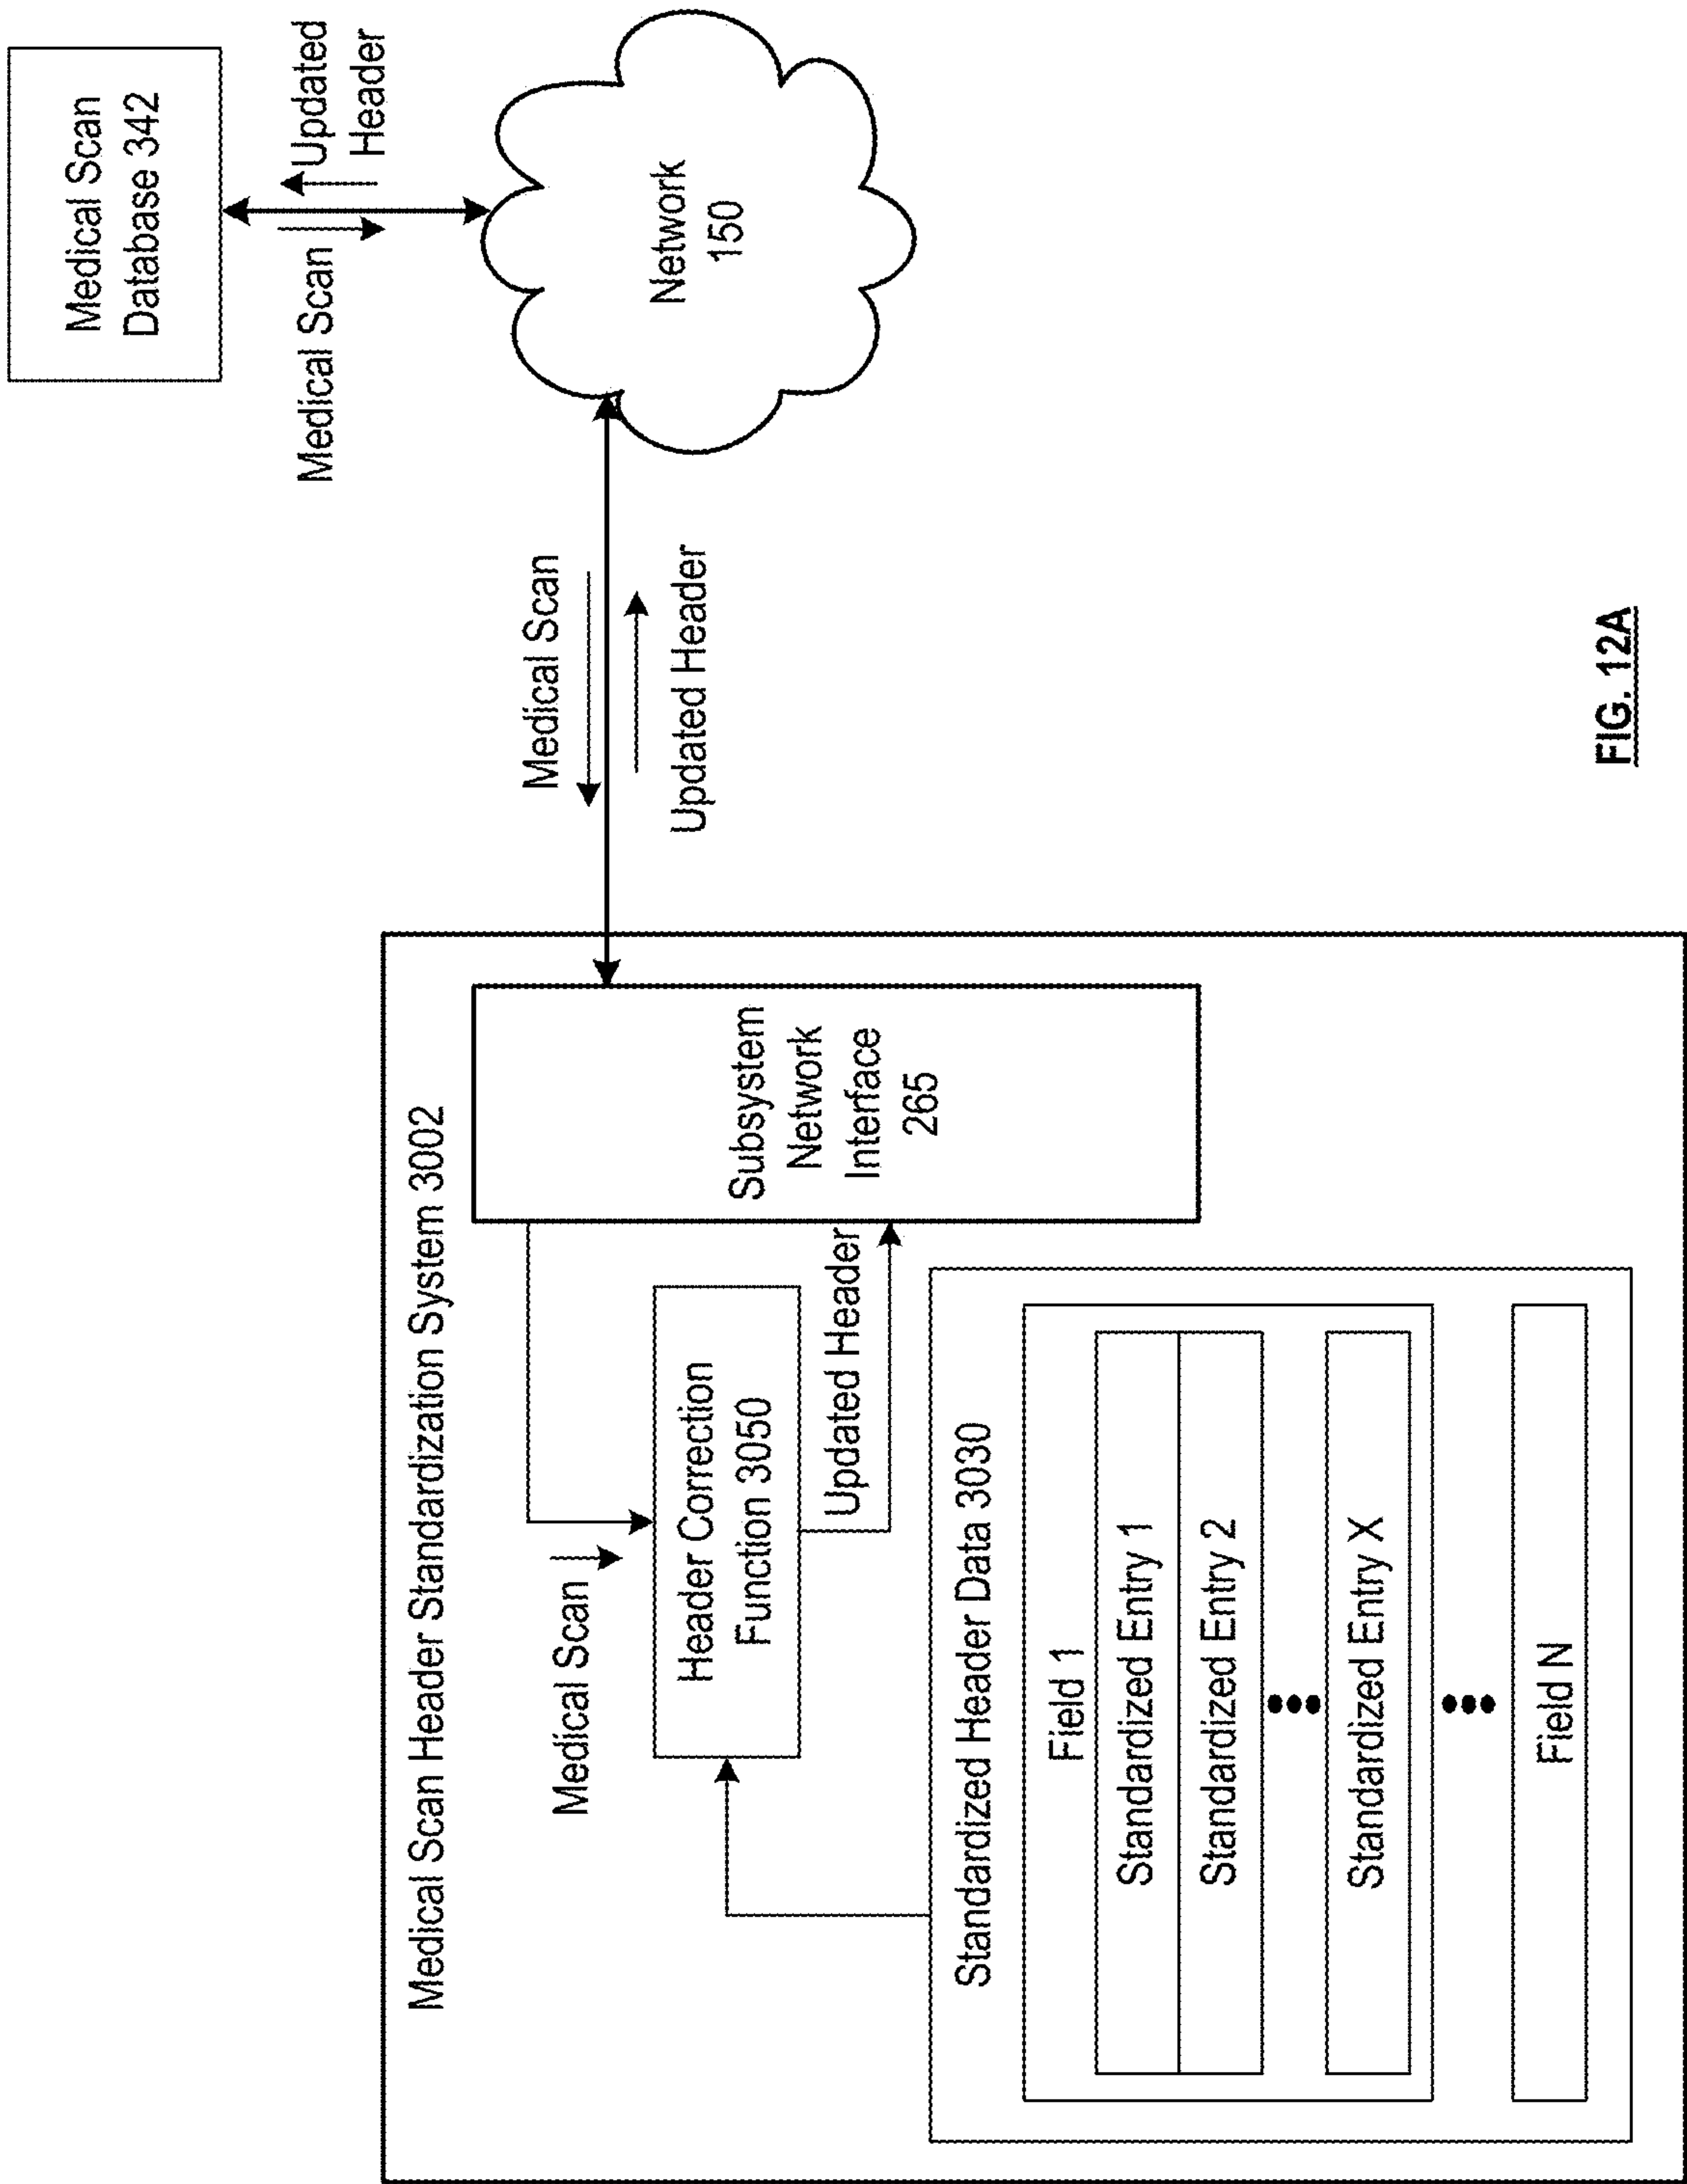 Medical Scan
Database 342
Medical Scan
Updated
Header
Network
150
Medical Scan
Updated Header
Medical Scan Header Standardization System 3002
Subsystem
Network
Interface
265
Medical Scan
Header Correction
Function 3050
Updated Header
Standardized Header Data 3030
Field 1
Standardized Entry 1
Standardized Entry 2
Standardized Entry X
Field N
FIG. 12A